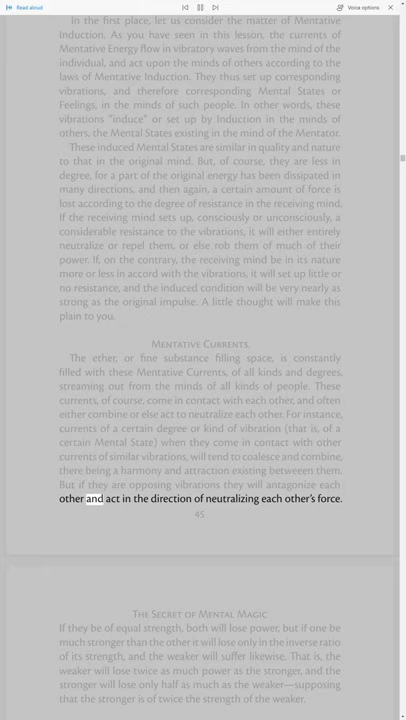 Read aloud
Voice options
In the first place, let us consider the matter of Mentative
Induction. As you have seen in this lesson, the currents of
Mentative Energy flow in vibratory waves from the mind of the
individual, and act upon the minds of others according to the
laws of Mentative Induction. They thus set up corresponding
vibrations, and therefore corresponding Mental States or
Feelings, in the minds of such people. In other words, these
vibrations "induce" or set up by Induction in the minds of
others, the Mental States existing in the mind of the Mentator.
These induced Mental States are similar in quality and nature
to that in the original mind. But, of course, they are less in
degree, for a part of the original energy has been dissipated in
many directions, and then again, a certain amount of force is
lost according to the degree of resistance in the receiving mind.
If the receiving mind sets up, consciously or unconsciously, a
considerable resistance to the vibrations, it will either entirely
neutralize or repel them, or else rob them of much of their
power. If, on the contrary, the receiving mind be in its nature
more or less in accord with the vibrations, it will set up little or
no resistance, and the induced condition will be very nearly as
strong as the original impulse. A little thought will make this
plain to you.
Mentative Currents.
The ether, or fine substance filling space, is constantly
filled with these Mentative Currents, of all kinds and degrees,
streaming out from the minds of all kinds of people. These
currents, of course, come in contact with each other, and often
either combine or else act to neutralize each other. For instance,
currents of a certain degree or kind of vibration (that is, of a
certain Mental State) when they come in contact with other
currents of similar vibrations, will tend to coalesce and combine,
there being a harmony and attraction existing betweeen them.
But if they are opposing vibrations they will antagonize each
other and act in the direction of neutralizing each other's force.
45
The Secret of Mental Magic
If they be of equal strength, both will lose power, but if one be
much stronger than the other it will lose only in the inverse ratio
of its strength, and the weaker will suffer likewise. That is, the
weaker will lose twice as much power as the stronger, and the
stronger will lose only half as much as the weaker—supposing
that the stronger is of twice the strength of the weaker.